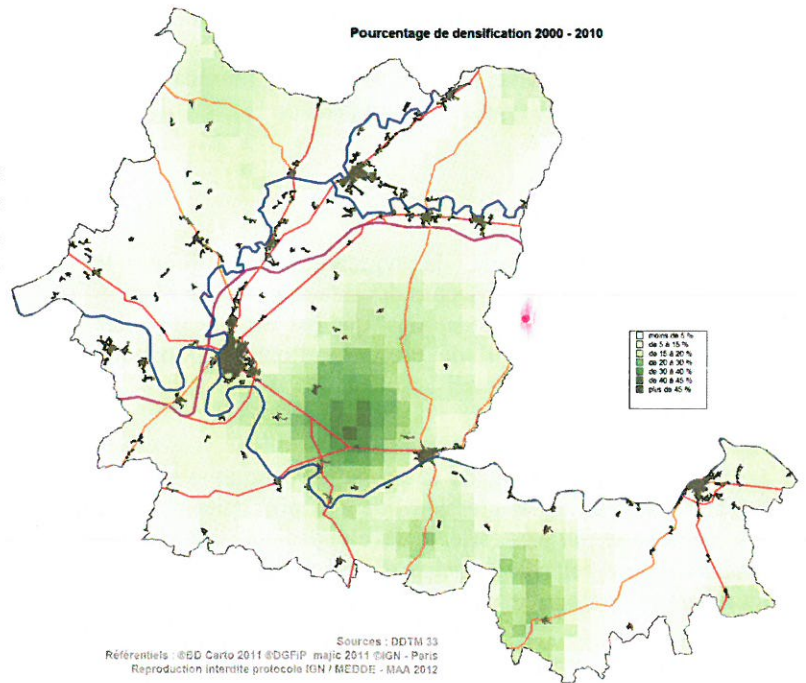 Pourcentage de densification 2000 - 2010
moins de 5 %
de 5 à 15 %
de 15 à 20 %
de 20 à 30 %
de 30 à 40 %
de 40 à 45 %
plus de 45 %
Sources : DDTM 33
Référentiels : ©BD Carto 2011 ©DGFiP majic 2011 ©IGN - Paris
Reproduction interdite protocole IGN / MEDDE - MAA 2012